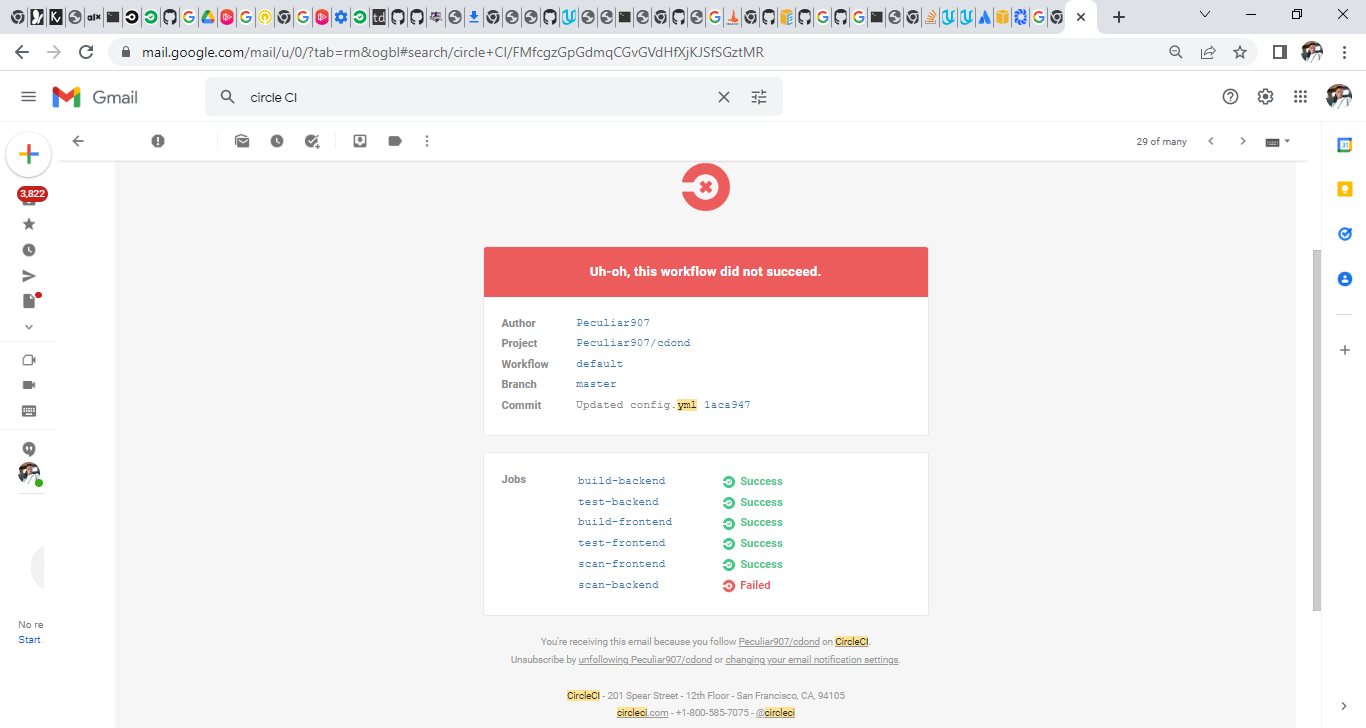 mail.google.com/mail/u/0/?tab=rm&ogbl#search/circle+CI/FMfcgzGpGdmqCGvGVdHfXjKJSfSGztMR
Gmail
circle CI
29 of many
3,822
Uh-oh, this workflow did not succeed.
Author Peculiar907
Project Peculiar907/cdond
Workflow default
Branch master
Commit Updated config.yml 1aca947
Jobs build-backend Success
test-backend Success
build-frontend Success
test-frontend Success
scan-frontend Success
scan-backend Failed
No re
Start
You're receiving this email because you follow Peculiar907/cdond on CircleCI.
Unsubscribe by unfollowing Peculiar907/cdond or changing your email notification settings.
CircleCI - 201 Spear Street - 12th Floor - San Francisco, CA, 94105
circleci.com - +1-800-585-7075 - @circleci